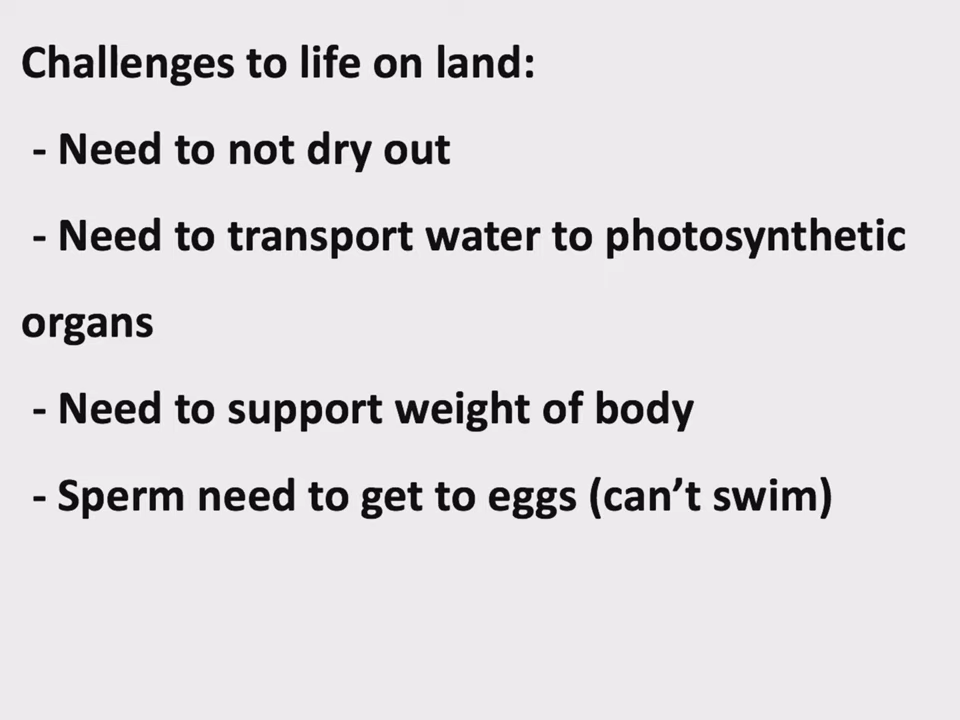 Challenges to life on land:
- Need to not dry out
- Need to transport water to photosynthetic
organs
- Need to support weight of body
- Sperm need to get to eggs (can’t swim)